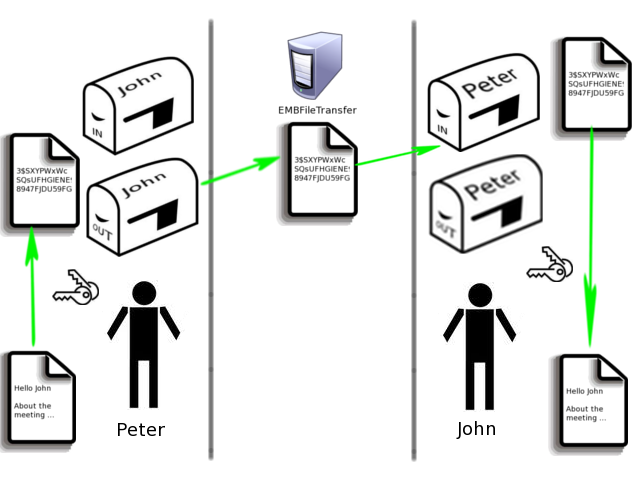 John
IN
John
OUT
3$SXYPWxWc
SQsUFHGIENE!
8947FJDU59FG
Hello John
About the
meeting ...
Peter
EMBFileTransfer
3$SXYPWxWc
SQsUFHGIENE!
8947FJDU59FG
Peter
IN
Peter
OUT
3$SXYPWxWc
SQsUFHGIENE!
8947FJDU59FG
Hello John
About the
meeting ...
John